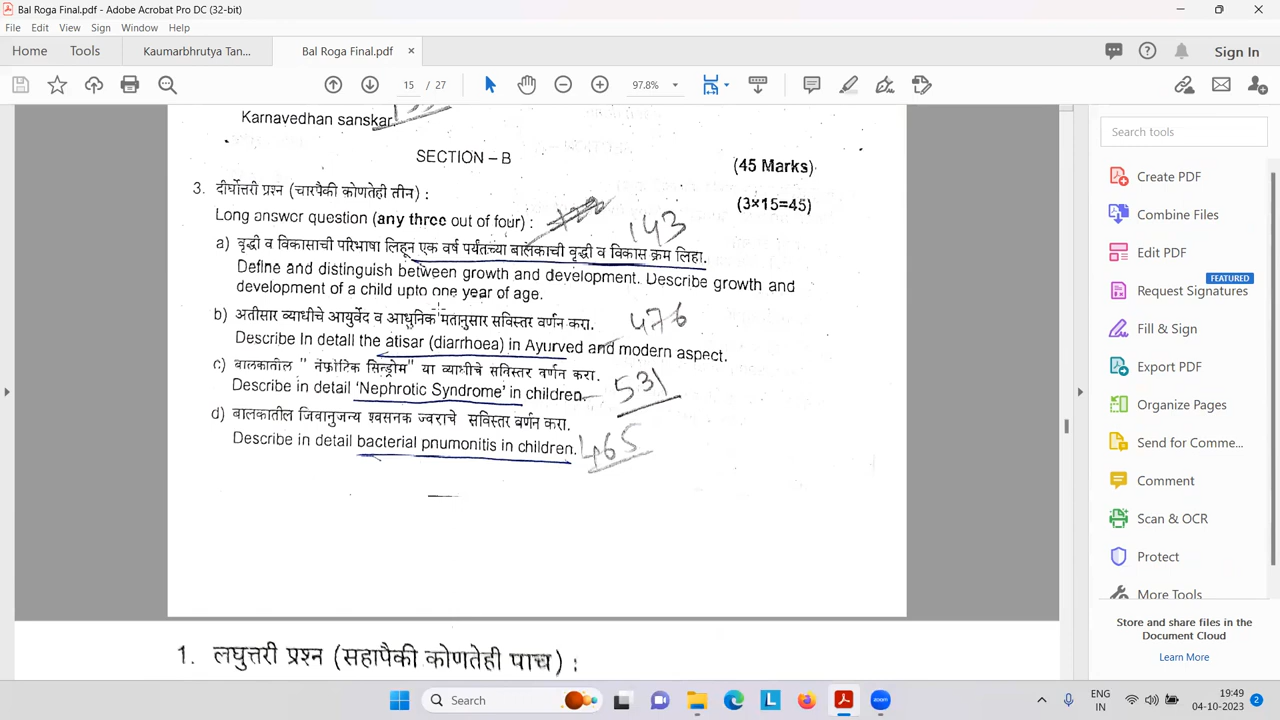 Bal Roga Final.pdf - Adobe Acrobat Pro DC (32-bit)
File Edit View Sign Window Help
Home Tools Kaumarbhrutya Tan... Bal Roga Final.pdf × Sign In
15 / 27 97.8%
Karnavedhan sanskar
SECTION – B
(45 Marks)
3. दीर्घोत्तरी प्रश्न (चारपैकी कोणतेही तीन) :
(3×15=45)
Long answer question (any three out of four) :
143
a) वृद्धी व विकासाची परिभाषा लिहून एक वर्ष पर्यंतच्या बालकाची वृद्धी व विकास क्रम लिहा.
Define and distinguish between growth and development. Describe growth and
development of a child upto one year of age.
b) अतीसार व्याधीचे आयुर्वेद व आधुनिक मतानुसार सविस्तर वर्णन करा. 476
Describe In detall the atisar (diarrhoea) in Ayurved and modern aspect.
c) बालकातील " नेफ्रोटिक सिन्ड्रोम" या व्याधीचे सविस्तर वर्णन करा.
Describe in detail 'Nephrotic Syndrome' in children. 531
d) बालकातील जिवानुजन्य श्वसनक ज्वराचे सविस्तर वर्णन करा.
Describe in detail bacterial pnumonitis in children. 465
1. लघुत्तरी प्रश्न (सहापैकी कोणतेही पाच) :
Search tools
Create PDF
Combine Files
Edit PDF
FEATURED
Request Signatures
Fill & Sign
Export PDF
Organize Pages
Send for Comme...
Comment
Scan & OCR
Protect
More Tools
Store and share files in the
Document Cloud
Learn More
Search
L
ENG
IN
19:49
04-10-2023
2